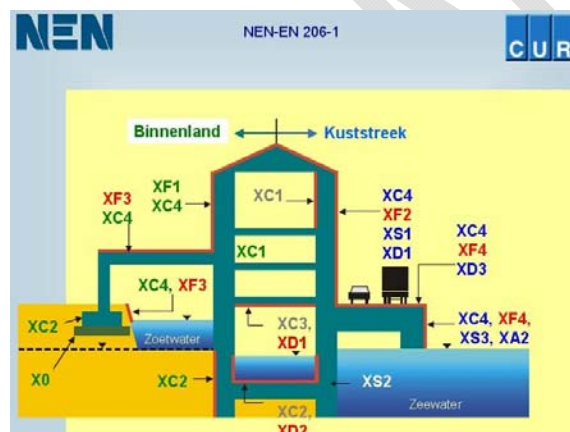 NEN
NEN-EN 206-1
CUR
Binnenland
Kuststreek
XF3
XC4
XF1
XC4
XC1
XC4
XF2
XS1
XD1
XC4
XF4
XD3
XC1
XC4, XF3
XC2
Zoetwater
XC3,
XD1
XC4, XF4,
XS3, XA2
X0
XC2
XS2
Zeewater
XC2,
XD2